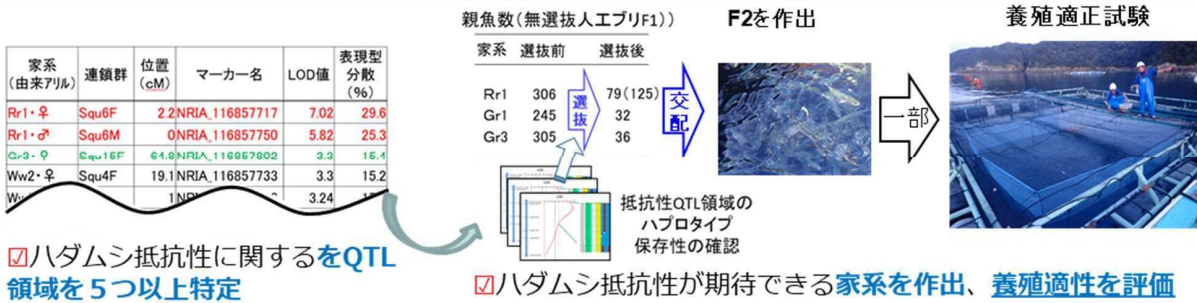 家系
(由来アリル)
連鎖群
位置
(cM)
マーカー名
LOD値
表現型
分散
(%)
Rr1・♀ Squ6F 2.2 NRIA_116857717 7.02 29.6
Rr1・♂ Squ6M 0 NRIA_116857750 5.82 25.3
Gr3・♀ Squ15F 64.8 NRIA_116857802 3.3 15.4
Ww2・♀ Squ4F 19.1 NRIA_116857733 3.3 15.2
3.24
☑ハダムシ抵抗性に関するをQTL
領域を５つ以上特定
親魚数(無選抜人エブリF1))
家系 選抜前 選抜後
Rr1 306 79(125)
Gr1 245 32
Gr3 305 36
選抜
交配
抵抗性QTL領域の
ハプロタイプ
保存性の確認
F2を作出
一部
養殖適正試験
☑ハダムシ抵抗性が期待できる家系を作出、養殖適性を評価